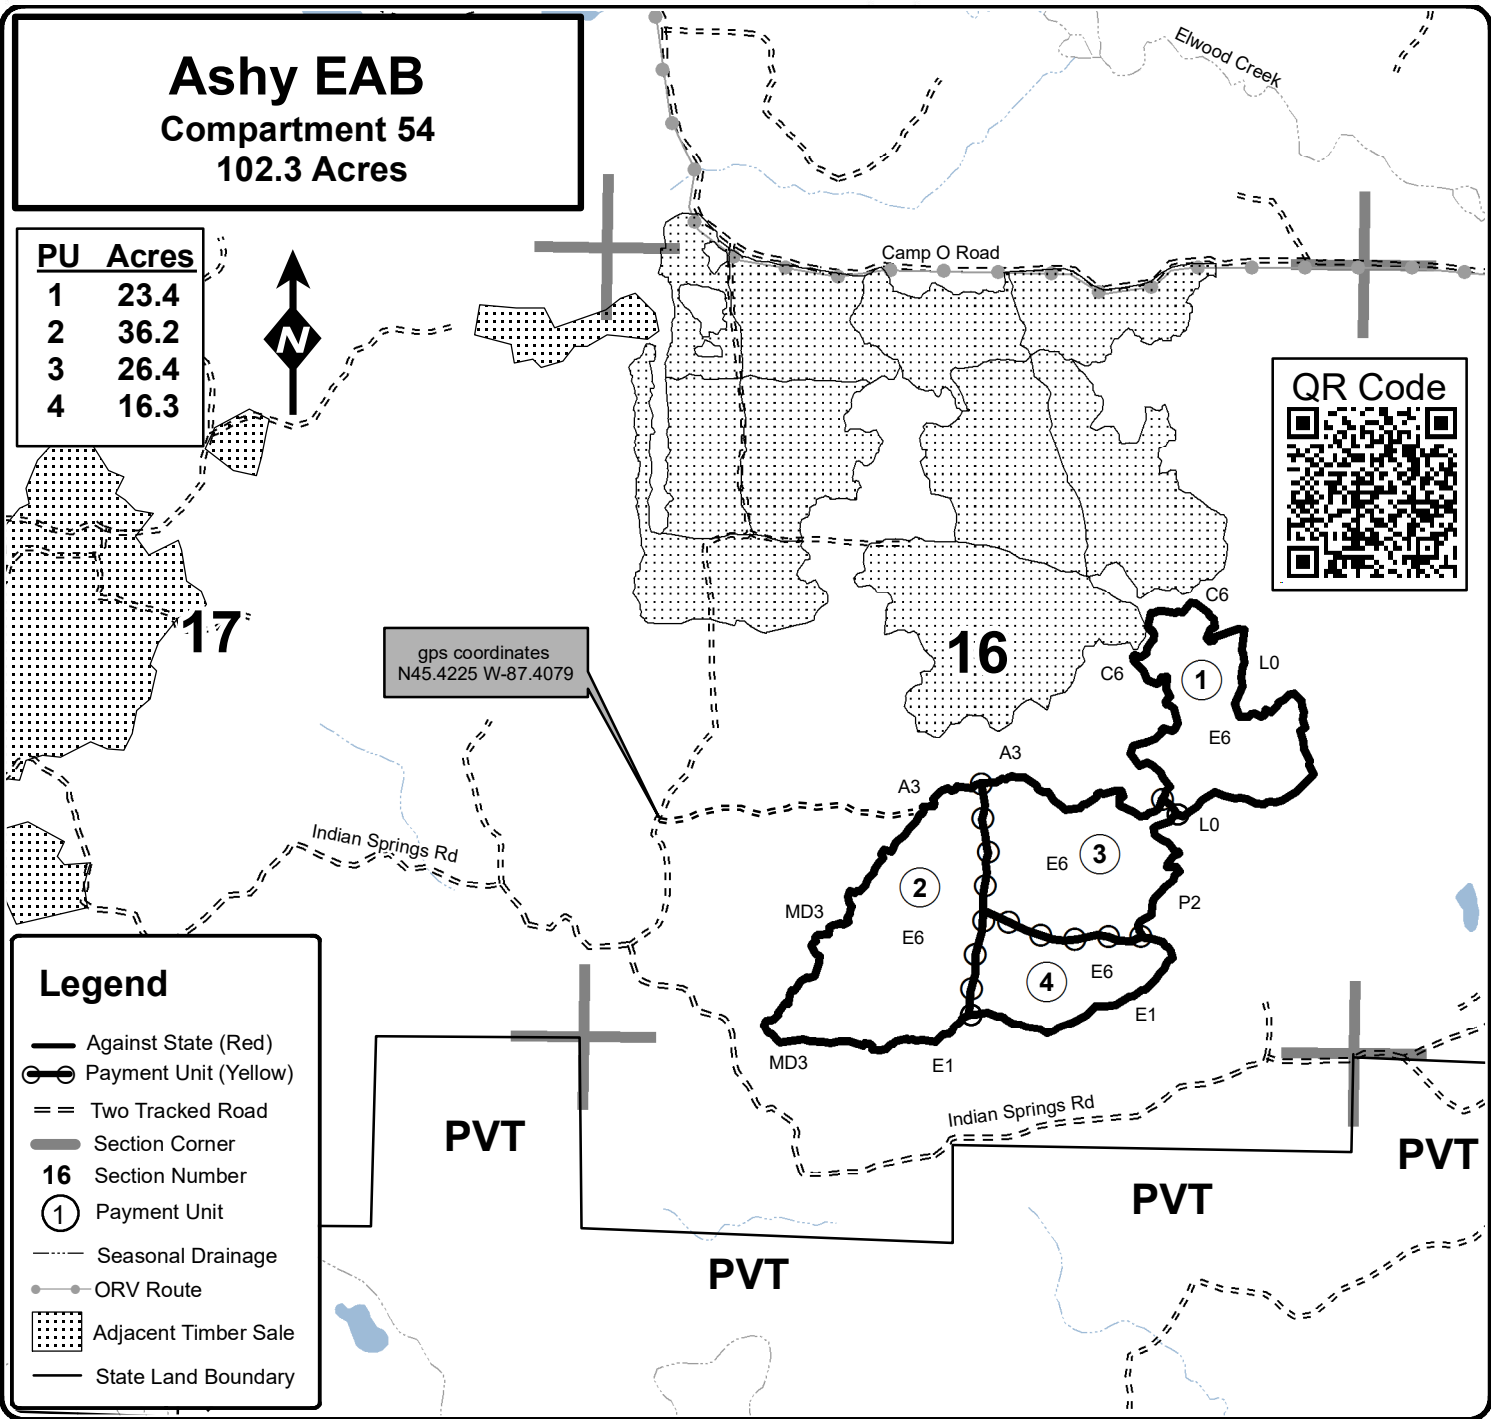 Ashy EAB
Compartment 54
102.3 Acres
PU Acres
1 23.4
2 36.2
3 26.4
4 16.3
N
Elwood Creek
Camp O Road
QR Code
17
16
gps coordinates
N45.4225 W-87.4079
C6
C6
L0
1
E6
A3
A3
L0
Indian Springs Rd
E6
3
2
MD3
E6
P2
4
E6
E1
MD3
E1
Indian Springs Rd
PVT
PVT
PVT
PVT
Legend
Against State (Red)
Payment Unit (Yellow)
Two Tracked Road
Section Corner
16 Section Number
1 Payment Unit
Seasonal Drainage
ORV Route
Adjacent Timber Sale
State Land Boundary